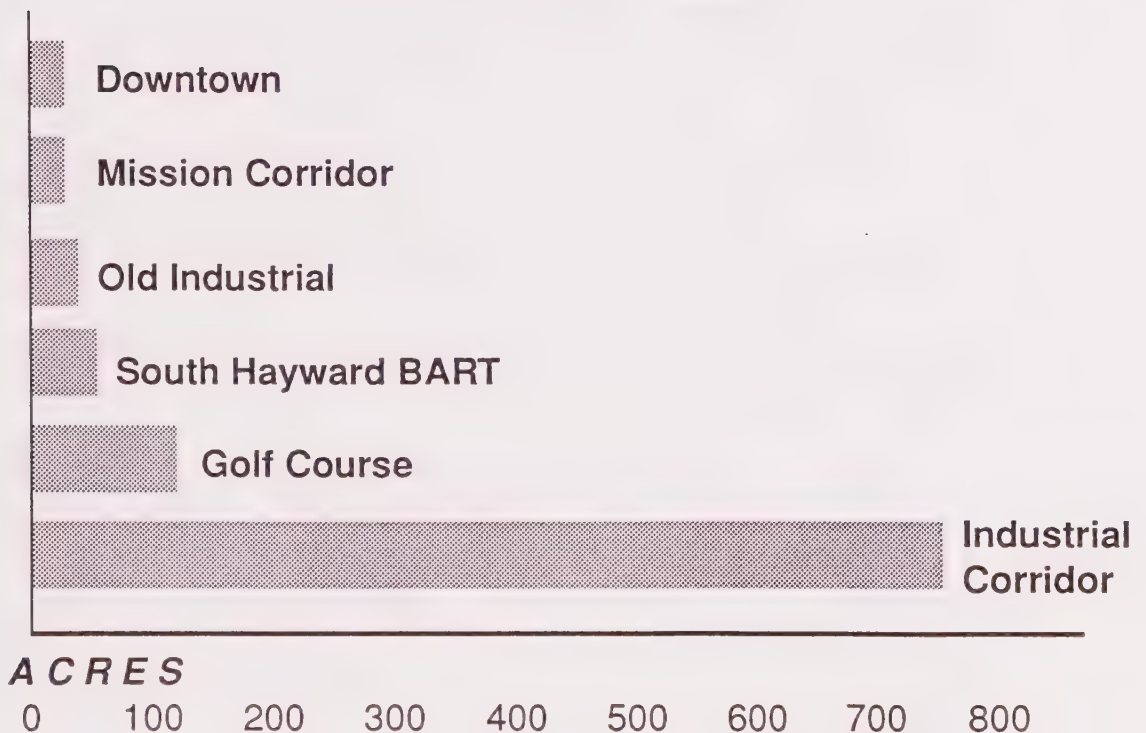 Downtown
Mission Corridor
Old Industrial
South Hayward BART
Golf Course
Industrial
Corridor
ACRES
0 100 200 300 400 500 600 700 800